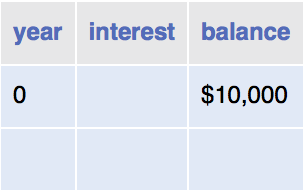 year interest balance
0 $10,000